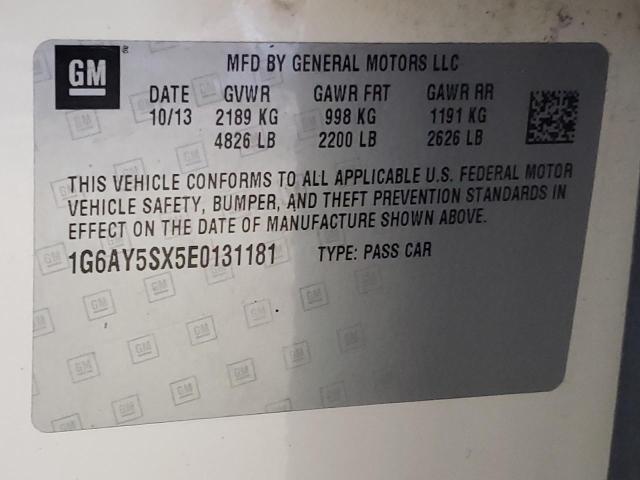 GM ® MFD BY GENERAL MOTORS LLC
DATE GVWR GAWR FRT GAWR RR
10/13 2189 KG 998 KG 1191 KG
4826 LB 2200 LB 2626 LB
THIS VEHICLE CONFORMS TO ALL APPLICABLE U.S. FEDERAL MOTOR
VEHICLE SAFETY, BUMPER, AND THEFT PREVENTION STANDARDS IN
EFFECT ON THE DATE OF MANUFACTURE SHOWN ABOVE.
1G6AY5SX5E0131181 TYPE: PASS CAR